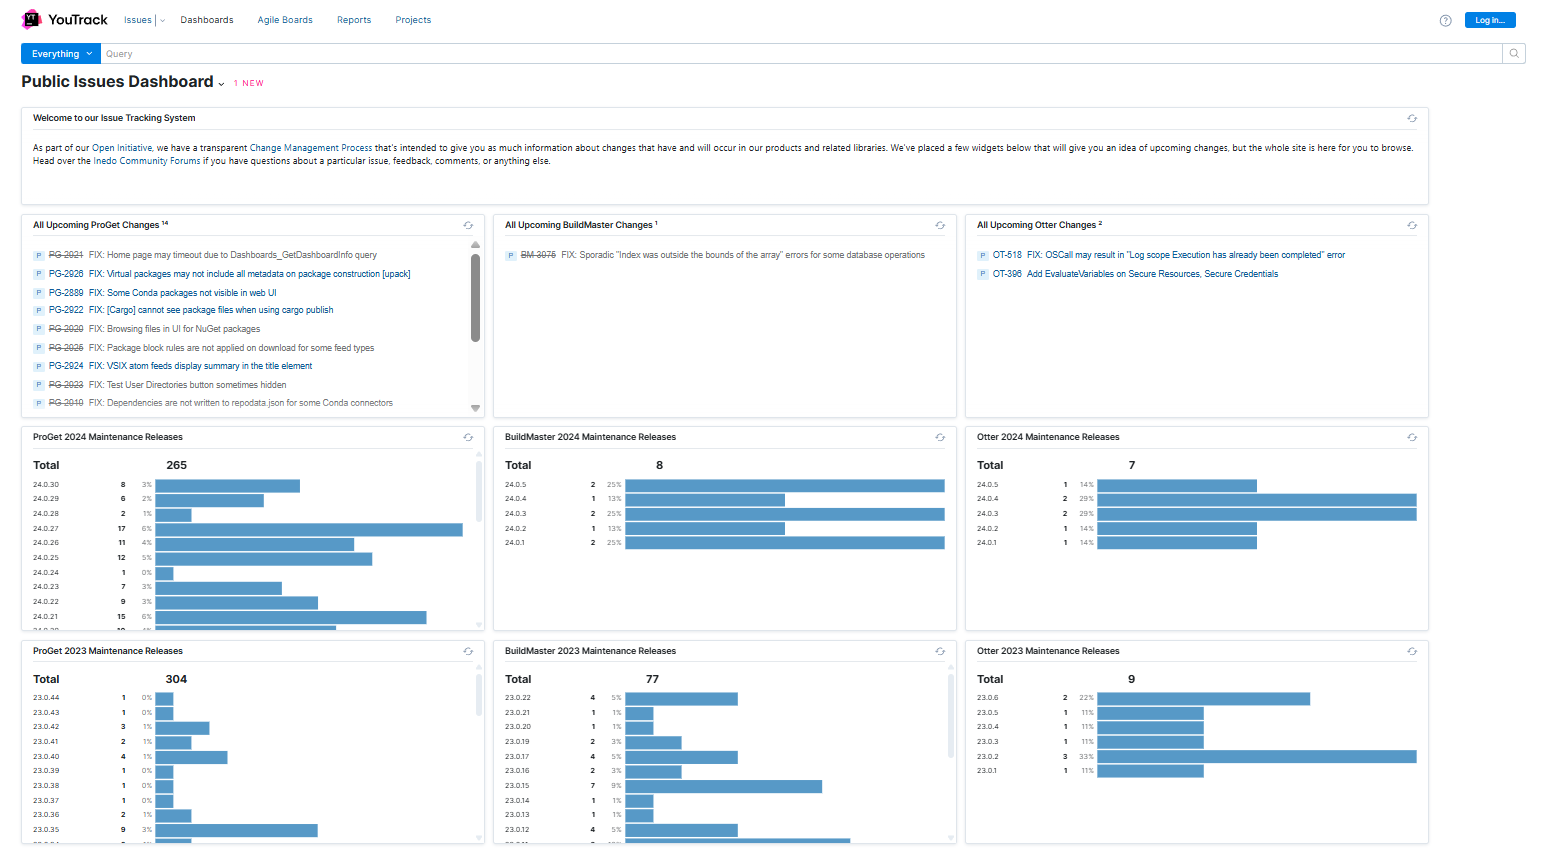 YT YouTrack Issues Dashboards Agile Boards Reports Projects Log in...
Everything Query
Public Issues Dashboard 1 NEW
Welcome to our Issue Tracking System
As part of our Open Initiative, we have a transparent Change Management Process that's intended to give you as much information about changes that have and will occur in our products and related libraries. We've placed a few widgets below that will give you an idea of upcoming changes, but the whole site is here for you to browse.
Head over the Inedo Community Forums if you have questions about a particular issue, feedback, comments, or anything else.
All Upcoming ProGet Changes 14
P PG-2921 FIX: Home page may timeout due to Dashboards_GetDashboardInfo query
P PG-2926 FIX: Virtual packages may not include all metadata on package construction [upack]
P PG-2889 FIX: Some Conda packages not visible in web UI
P PG-2922 FIX: [Cargo] cannot see package files when using cargo publish
P PG-2920 FIX: Browsing files in UI for NuGet packages
P PG-2925 FIX: Package block rules are not applied on download for some feed types
P PG-2924 FIX: VSIX atom feeds display summary in the title element
P PG-2923 FIX: Test User Directories button sometimes hidden
P PG-2919 FIX: Dependencies are not written to repodata.json for some Conda connectors
All Upcoming BuildMaster Changes 1
P BM-3975 FIX: Sporadic "Index was outside the bounds of the array" errors for some database operations
All Upcoming Otter Changes 2
P OT-518 FIX: OSCall may result in "Log scope Execution has already been completed" error
P OT-396 Add EvaluateVariables on Secure Resources, Secure Credentials
ProGet 2024 Maintenance Releases
Total 265
24.0.30 8 3%
24.0.29 6 2%
24.0.28 2 1%
24.0.27 17 6%
24.0.26 11 4%
24.0.25 12 5%
24.0.24 1 0%
24.0.23 7 3%
24.0.22 9 3%
24.0.21 15 6%
BuildMaster 2024 Maintenance Releases
Total 8
24.0.5 2 25%
24.0.4 1 13%
24.0.3 2 25%
24.0.2 1 13%
24.0.1 2 25%
Otter 2024 Maintenance Releases
Total 7
24.0.5 1 14%
24.0.4 2 29%
24.0.3 2 29%
24.0.2 1 14%
24.0.1 1 14%
ProGet 2023 Maintenance Releases
Total 304
23.0.44 1 0%
23.0.43 1 0%
23.0.42 3 1%
23.0.41 2 1%
23.0.40 4 1%
23.0.39 1 0%
23.0.38 1 0%
23.0.37 1 0%
23.0.36 2 1%
23.0.35 9 3%
BuildMaster 2023 Maintenance Releases
Total 77
23.0.22 4 5%
23.0.21 1 1%
23.0.20 1 1%
23.0.19 2 3%
23.0.17 4 5%
23.0.16 2 3%
23.0.15 7 9%
23.0.14 1 1%
23.0.13 1 1%
23.0.12 4 5%
Otter 2023 Maintenance Releases
Total 9
23.0.6 2 22%
23.0.5 1 11%
23.0.4 1 11%
23.0.3 1 11%
23.0.2 3 33%
23.0.1 1 11%